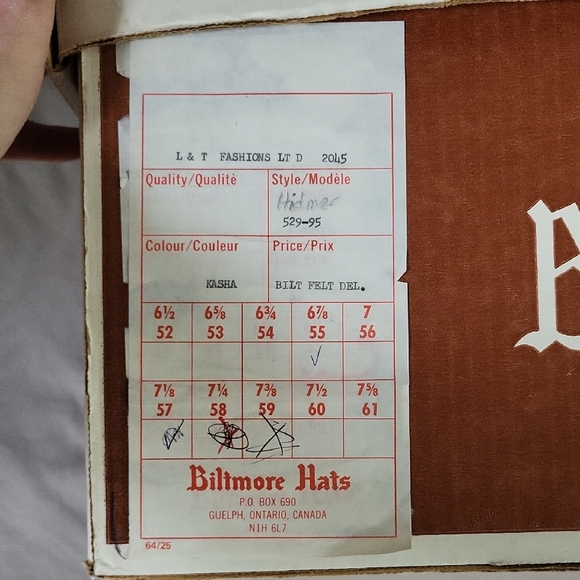 L & T FASHIONS LT D 2045
Quality/Qualité Style/Modèle
529-95
Colour/Couleur Price/Prix
KASHA BILT FELT DEL.
6½ 6⅝ 6¾ 6⅞ 7
52 53 54 55 56
7⅛ 7¼ 7⅜ 7½ 7⅝
57 58 59 60 61
Biltmore Hats
P.O. BOX 690
GUELPH, ONTARIO, CANADA
N1H 6L7
64/25
B